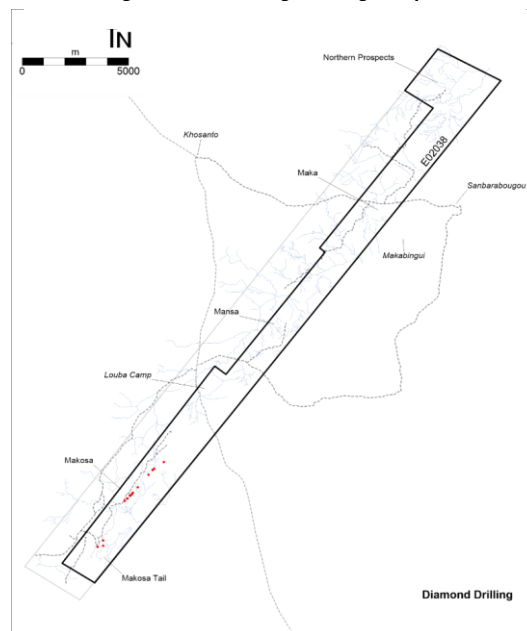 N
m
0 5000
Northern Prospects
Khosanto
E02038
Maka
Sanbarabougou
Makabingui
Mansa
Louba Camp
Makosa
Makosa Tail
Diamond Drilling